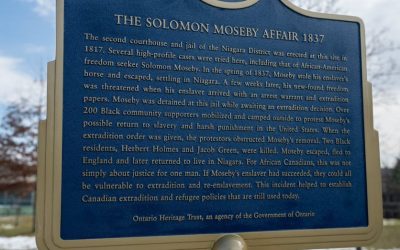 THE SOLOMON MOSEBY AFFAIR 1837
The second courthouse and jail of the Niagara District was erected at this site in
1817. Several high-profile cases were tried here, including that of African-American
freedom seeker Solomon Moseby. In the spring of 1837, Moseby stole his enslaver's
horse and escaped, settling in Niagara. A few weeks later, his new-found freedom
was threatened when his enslaver arrived with an arrest warrant and extradition
papers. Moseby was detained at this jail while awaiting an extradition decision. Over
200 Black community supporters mobilized and camped outside to protest Moseby's
possible return to slavery and harsh punishment in the United States. When the
extradition order was given, the protestors obstructed Moseby's removal. Two Black
residents, Herbert Holmes and Jacob Green, were killed. Moseby escaped, fled to
England and later returned to live in Niagara. For African Canadians, this was not
simply about justice for one man. If Moseby's enslaver had succeeded, they could all
be vulnerable to extradition and re-enslavement. This incident helped to establish
Canadian extradition and refugee policies that are still used today.
Ontario Heritage Trust, an agency of the Government of Ontario